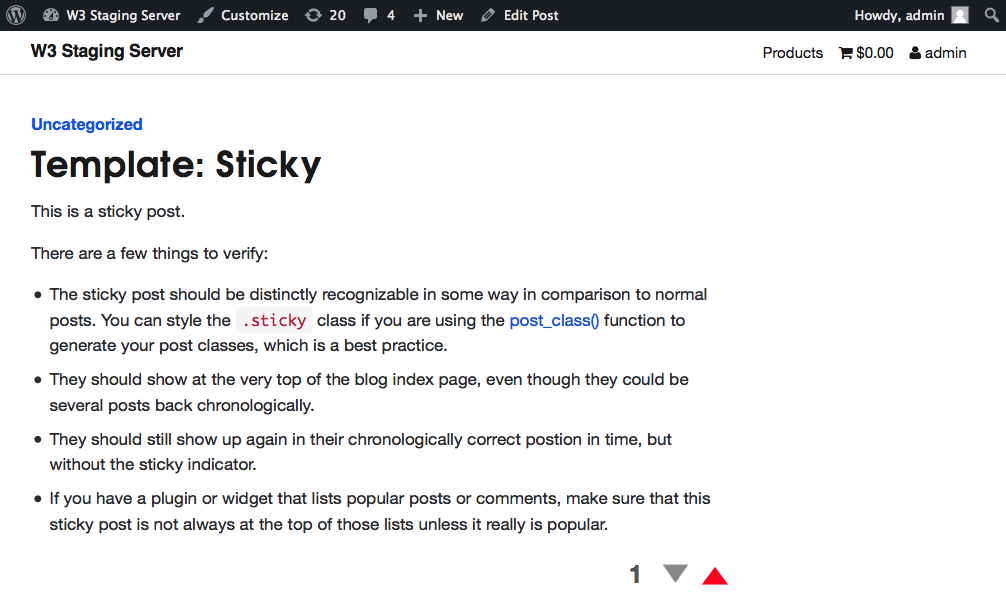 W3 Staging Server Customize 20 4 New Edit Post Howdy, admin
W3 Staging Server Products $0.00 admin
Uncategorized
Template: Sticky
This is a sticky post.
There are a few things to verify:
• The sticky post should be distinctly recognizable in some way in comparison to normal
posts. You can style the .sticky class if you are using the post_class() function to
generate your post classes, which is a best practice.
• They should show at the very top of the blog index page, even though they could be
several posts back chronologically.
• They should still show up again in their chronologically correct postion in time, but
without the sticky indicator.
• If you have a plugin or widget that lists popular posts or comments, make sure that this
sticky post is not always at the top of those lists unless it really is popular.
1